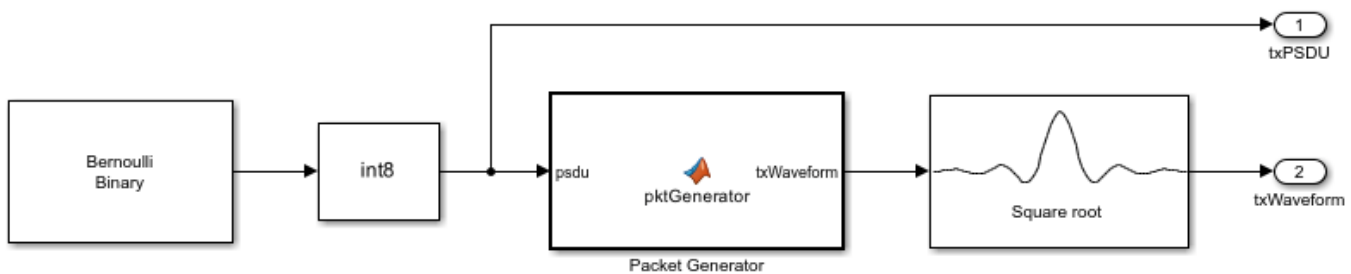 1
txPSDU
Bernoulli
Binary
int8
psdu
pktGenerator
txWaveform
Packet Generator
Square root
2
txWaveform